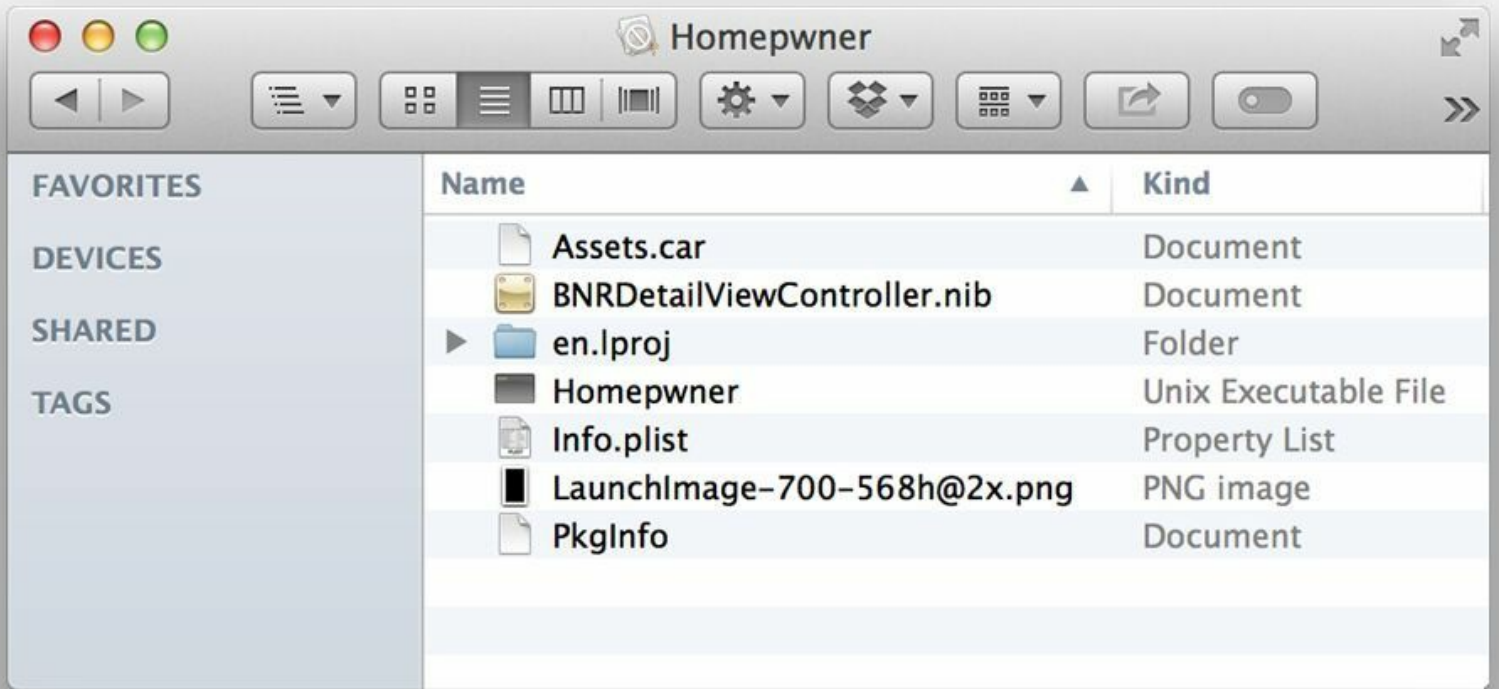 Homepwner
FAVORITES
DEVICES
SHARED
TAGS
Name Kind
Assets.car Document
BNRDetailViewController.nib Document
en.lproj Folder
Homepwner Unix Executable File
Info.plist Property List
LaunchImage-700-568h@2x.png PNG image
PkgInfo Document